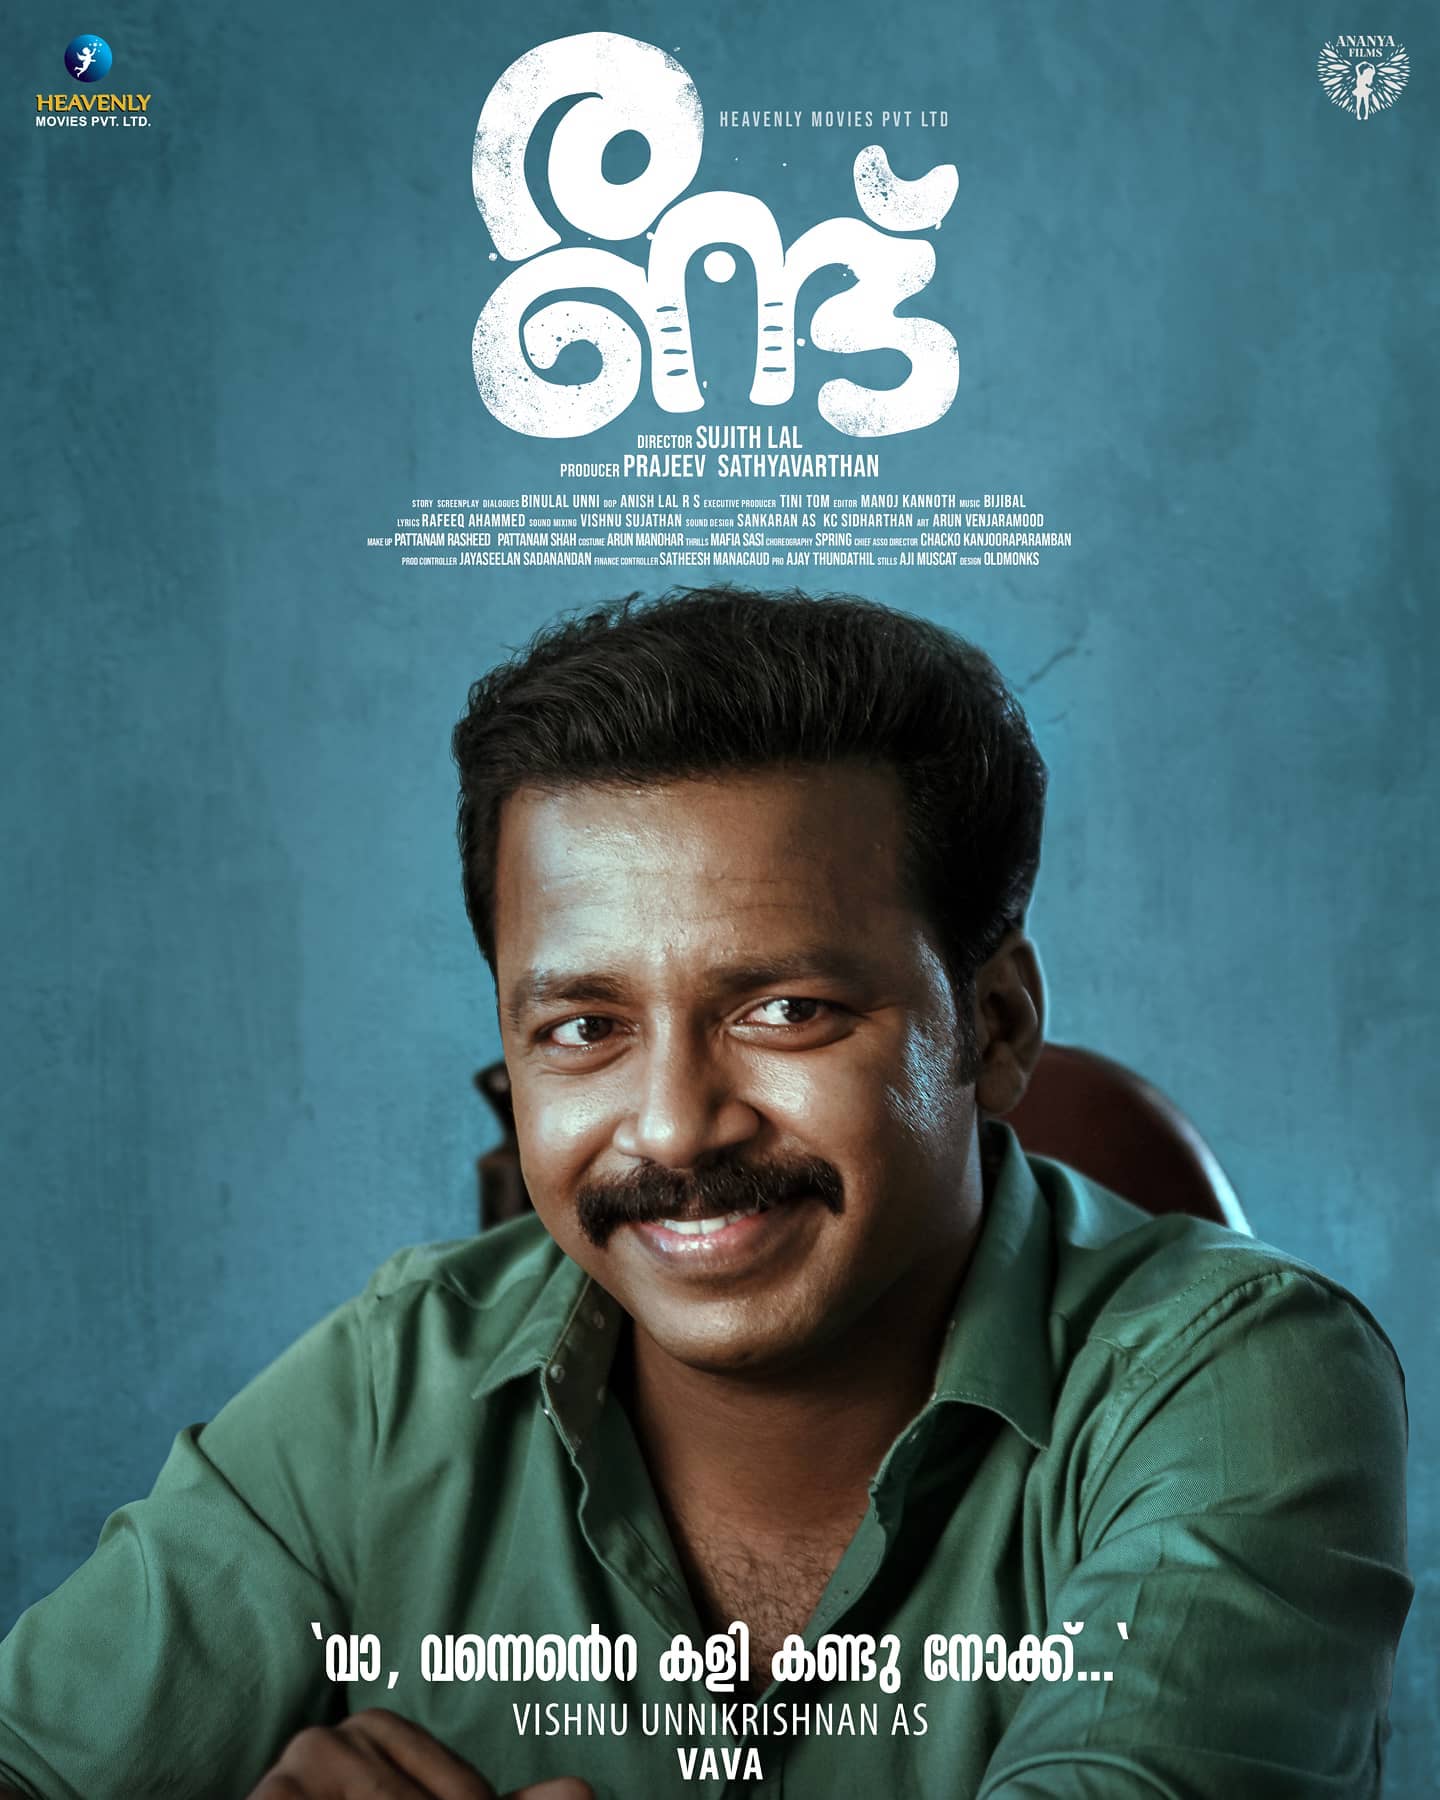 HEAVENLY
MOVIES PVT. LTD.
ANANYA
FILMS
HEAVENLY MOVIES PVT LTD
രണ്ട്
DIRECTOR SUJITH LAL
PRODUCER PRAJEEV SATHYAVARTHAN
STORY SCREENPLAY DIALOGUES BINULAL UNNI DOP ANISH LAL R S EXECUTIVE PRODUCER TINI TOM EDITOR MANOJ KANNOTH MUSIC BIJIBAL
LYRICS RAFEEQ AHAMMED SOUND MIXING VISHNU SUJATHAN SOUND DESIGN SANKARAN AS KC SIDHARTHAN ART ARUN VENJARAMOOD
MAKE UP PATTANAM RASHEED PATTANAM SHAH COSTUME ARUN MANOHAR THRILLS MAFIA SASI CHOREOGRAPHY SPRING CHIEF ASSO DIRECTOR CHACKO KANJOORAPARAMBAN
PROD CONTROLLER JAYASEELAN SADANANDAN FINANCE CONTROLLER SATHEESH MANACAUD PRO AJAY THUNDATHIL STILLS AJI MUSCAT DESIGN OLDMONKS
‘വാ, വന്നെന്റെ കളി കണ്ടു നോക്ക്...‘
VISHNU UNNIKRISHNAN AS
VAVA